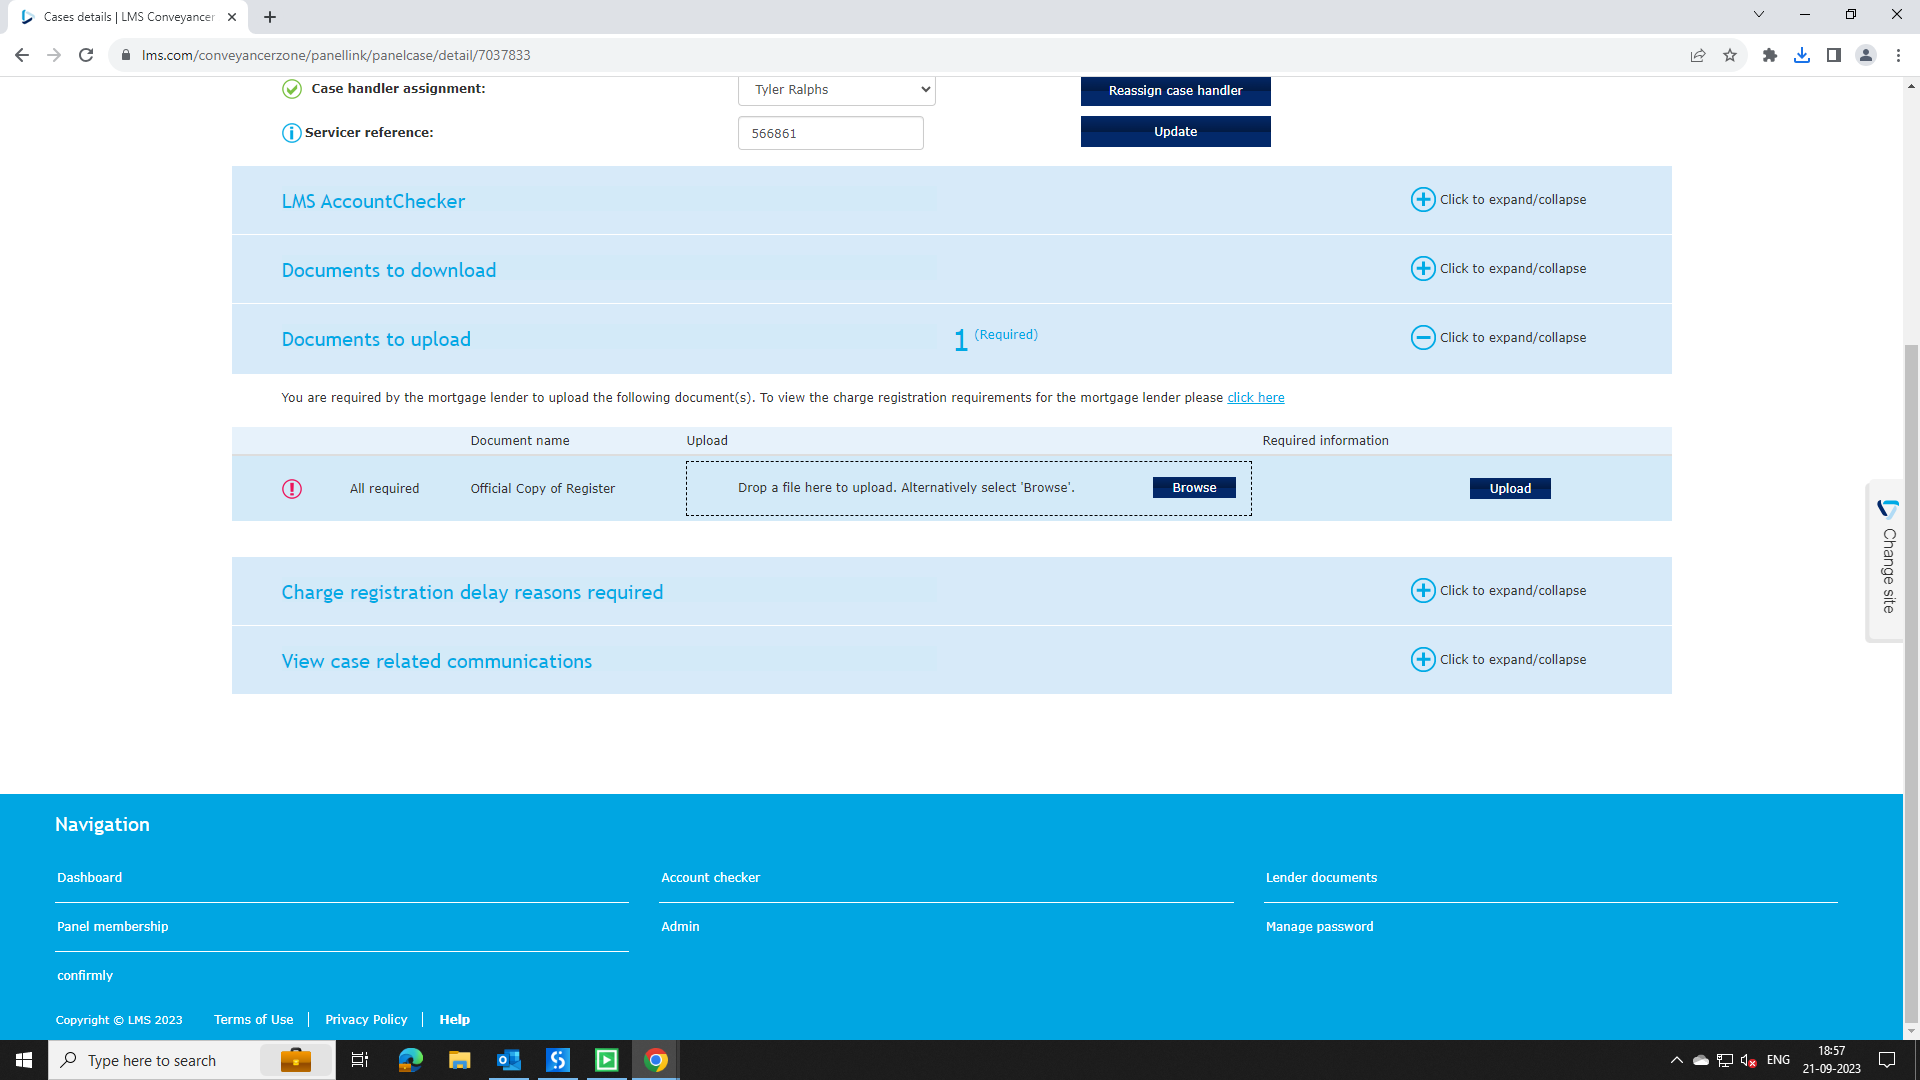 Cases details | LMS Conveyancer
lms.com/conveyancerzone/panellink/panelcase/detail/7037833
Case handler assignment:
Tyler Ralphs
Reassign case handler
Servicer reference:
566861
Update
LMS AccountChecker
Click to expand/collapse
Documents to download
Click to expand/collapse
Documents to upload
1 (Required)
Click to expand/collapse
You are required by the mortgage lender to upload the following document(s). To view the charge registration requirements for the mortgage lender please click here
Document name
Upload
Required information
All required
Official Copy of Register
Drop a file here to upload. Alternatively select 'Browse'.
Browse
Upload
Change site
Charge registration delay reasons required
Click to expand/collapse
View case related communications
Click to expand/collapse
Navigation
Dashboard
Account checker
Lender documents
Panel membership
Admin
Manage password
confirmly
Copyright © LMS 2023
Terms of Use
Privacy Policy
Help
Type here to search
ENG
18:57
21-09-2023